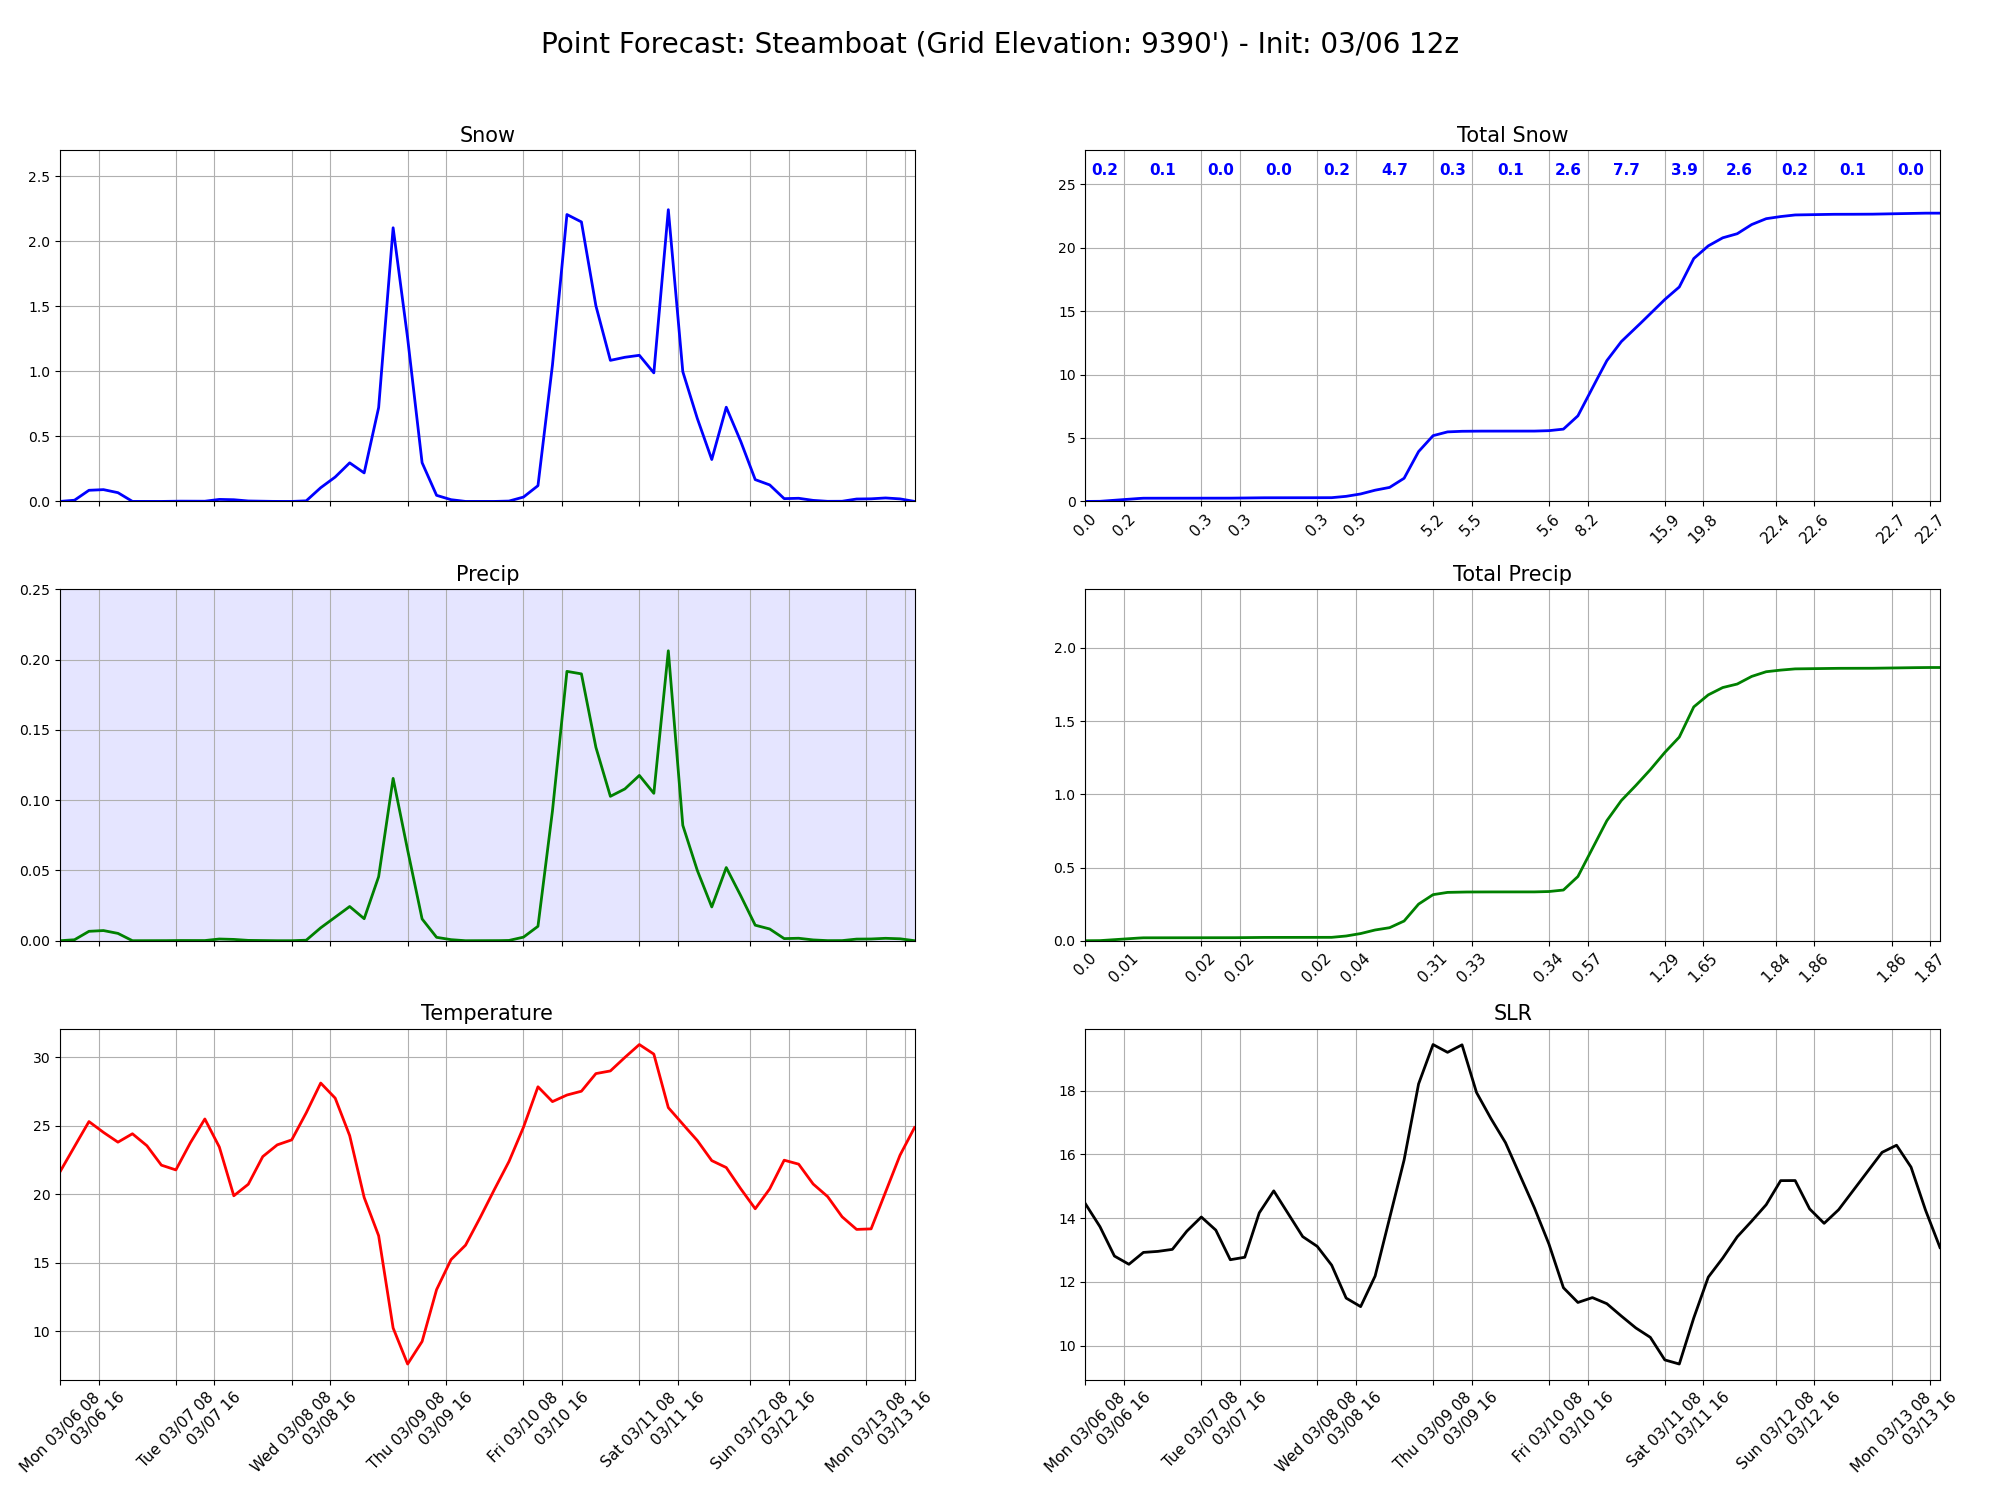 Point Forecast: Steamboat (Grid Elevation: 9390') - Init: 03/06 12z
Snow
2.5
2.0
1.5
1.0
0.5
0.0
Total Snow
0.2 0.1 0.0 0.0 0.2 4.7 0.3 0.1 2.6 7.7 3.9 2.6 0.2 0.1 0.0
25
20
15
10
5
0
0.0 0.2 0.3 0.3 0.3 0.5 5.2 5.5 5.6 8.2 15.9 19.8 22.4 22.6 22.7 22.7
Precip
0.25
0.20
0.15
0.10
0.05
0.00
Total Precip
2.0
1.5
1.0
0.5
0.0
0.0 0.01 0.02 0.02 0.02 0.04 0.31 0.33 0.34 0.57 1.29 1.65 1.84 1.86 1.86 1.87
Temperature
30
25
20
15
10
Mon 03/06 08
03/06 16
Tue 03/07 08
03/07 16
Wed 03/08 08
03/08 16
Thu 03/09 08
03/09 16
Fri 03/10 08
03/10 16
Sat 03/11 08
03/11 16
Sun 03/12 08
03/12 16
Mon 03/13 08
03/13 16
SLR
18
16
14
12
10
Mon 03/06 08
03/06 16
Tue 03/07 08
03/07 16
Wed 03/08 08
03/08 16
Thu 03/09 08
03/09 16
Fri 03/10 08
03/10 16
Sat 03/11 08
03/11 16
Sun 03/12 08
03/12 16
Mon 03/13 08
03/13 16